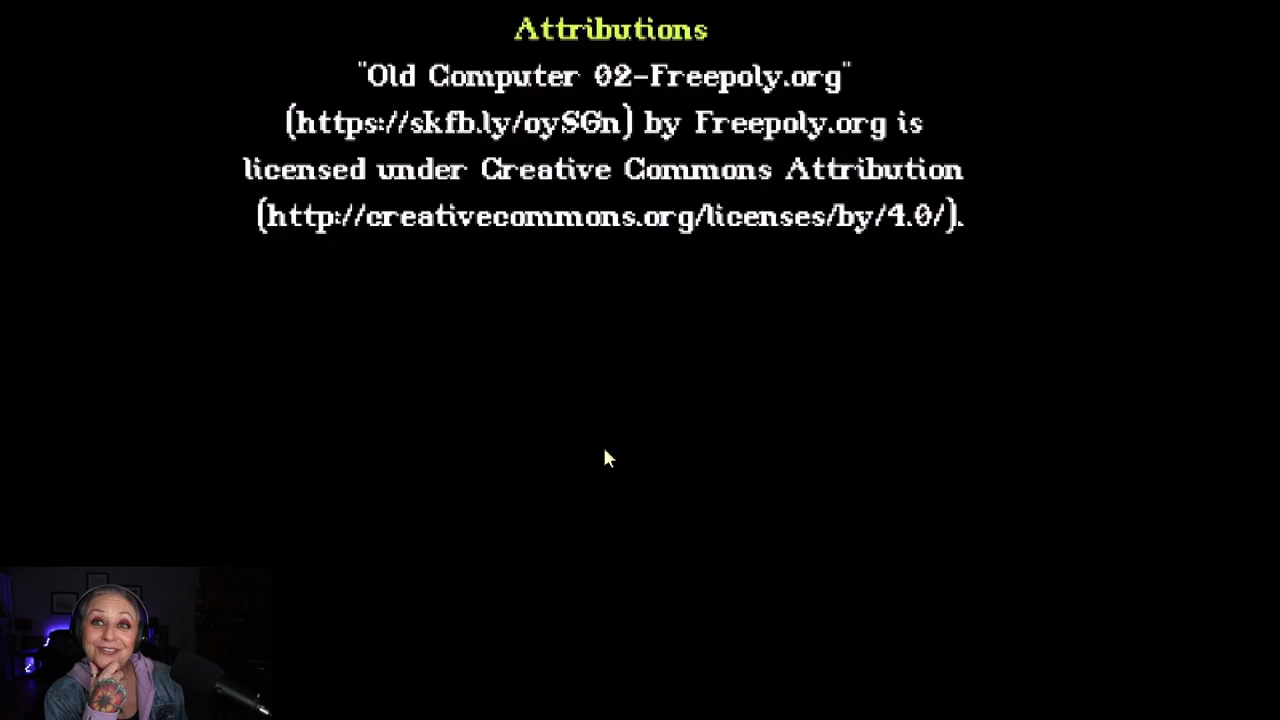 Attributions
"Old Computer 02-Freepoly.org"
(https://skfb.ly/oySGn) by Freepoly.org is
licensed under Creative Commons Attribution
(http://creativecommons.org/licenses/by/4.0/).